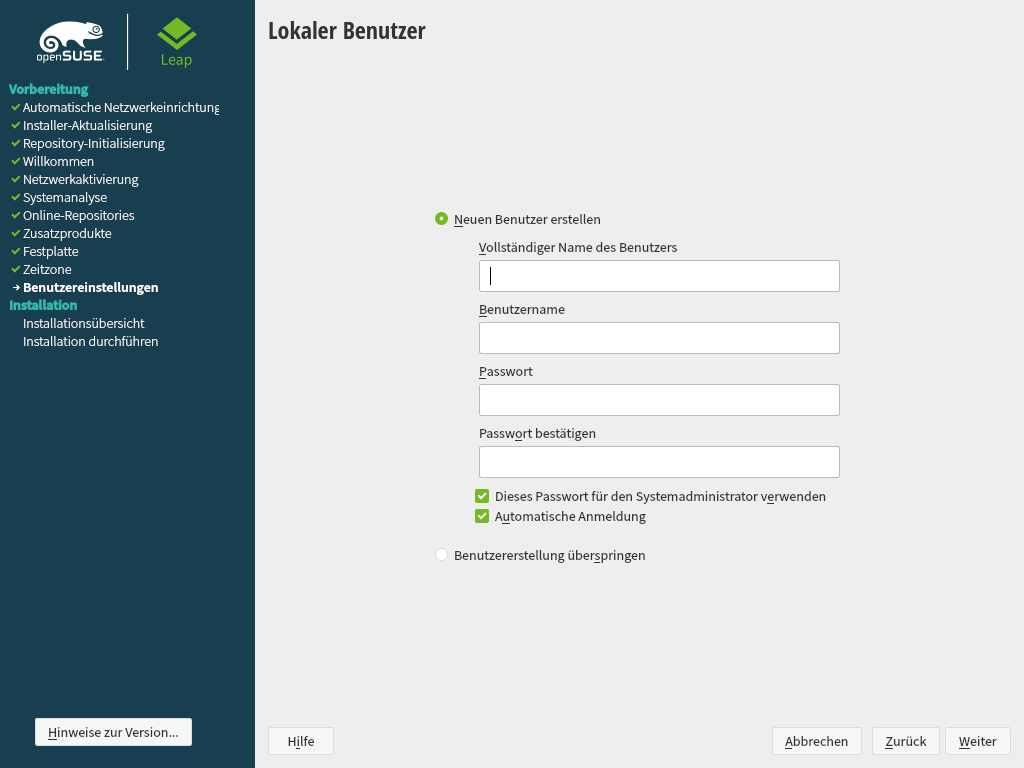 openSUSE
Leap
Vorbereitung
Automatische Netzwerkeinrichtung
Installer-Aktualisierung
Repository-Initialisierung
Willkommen
Netzwerkaktivierung
Systemanalyse
Online-Repositories
Zusatzprodukte
Festplatte
Zeitzone
Benutzereinstellungen
Installation
Installationsübersicht
Installation durchführen
Hinweise zur Version...
Lokaler Benutzer
Neuen Benutzer erstellen
Vollständiger Name des Benutzers
Benutzername
Passwort
Passwort bestätigen
Dieses Passwort für den Systemadministrator verwenden
Automatische Anmeldung
Benutzererstellung überspringen
Hilfe
Abbrechen
Zurück
Weiter